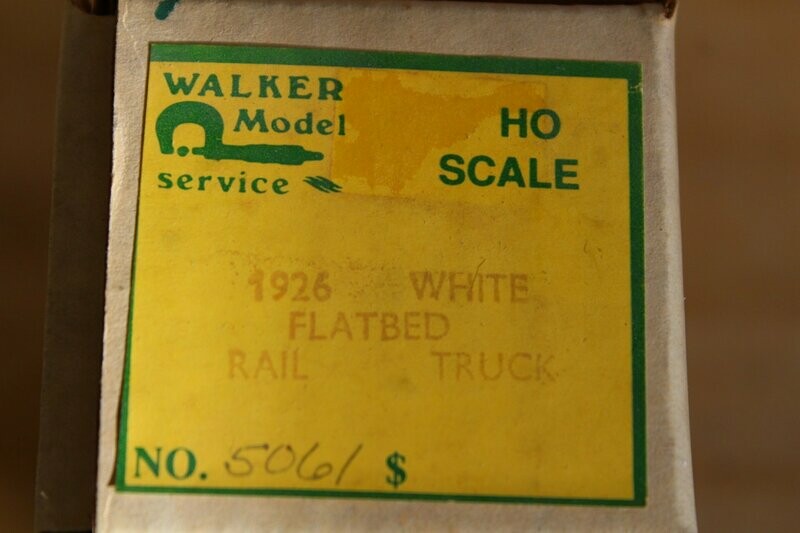 WALKER
Model
service
HO
SCALE
1926 WHITE
FLATBED
RAIL TRUCK
NO. 5061 $